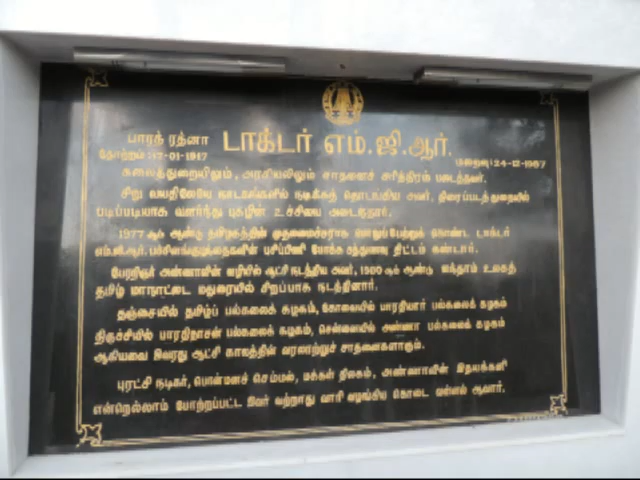 பாரத் ரத்னா டாக்டர் எம்.ஜி.ஆர்.
தோற்றம்:17-01-1917 மறைவு:24-12-1987
கலைத்துறையிலும், அரசியலிலும் சாதனைச் சரித்திரம் படைத்தவர்.
சிறு வயதிலேயே நாடகங்களில் நடிக்கத் தொடங்கிய அவர், திரைப்படத்துறையில்
படிப்படியாக வளர்ந்து புகழின் உச்சியை அடைந்தவர்.
1977 ஆம் ஆண்டு தமிழகத்தின் முதலமைச்சராக பொறுப்பேற்றுக் கொண்ட டாக்டர்
எம்.ஜி.ஆர். பச்சிளங்குழந்தைகளின் பசிப்பிணி போக்க சத்துணவு திட்டம் கண்டார்.
பேரறிஞர் அண்ணாவின் வழியில் ஆட்சி நடத்திய அவர், 1500 ஆம் ஆண்டு ஐந்தாம் உலகத்
தமிழ் மாநாட்டை மதுரையில் சிறப்பாக நடத்தினார்.
தஞ்சையில் தமிழ்ப் பல்கலைக் கழகம், கோவையில் பாரதியார் பல்கலைக் கழகம்
திருச்சியில் பாரதிதாசன் பல்கலைக் கழகம், சென்னையில் அண்ணா பல்கலைக் கழகம்
ஆகியவை இவரது ஆட்சி காலத்தின் வரலாற்றுச் சாதனைகளாகும்.
புரட்சி நடிகர், பொன்மனச் செம்மல், மக்கள் திலகம், அண்ணாவின் இதயக்கனி
என்றெல்லாம் போற்றப்பட்ட இவர் வற்றாது வாரி வழங்கிய கொடை வள்ளல் ஆவார்.